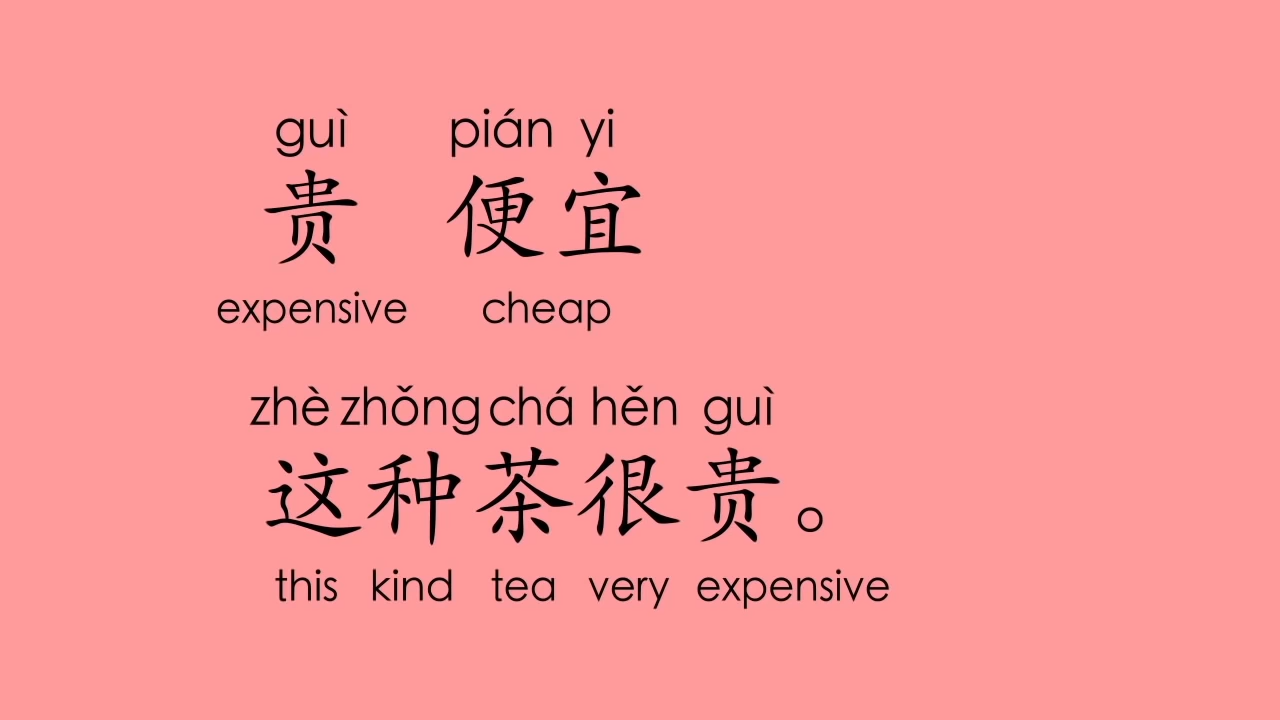 guì pián yi
贵 便宜
expensive cheap
zhè zhǒng chá hěn guì
这种茶很贵。
this kind tea very expensive